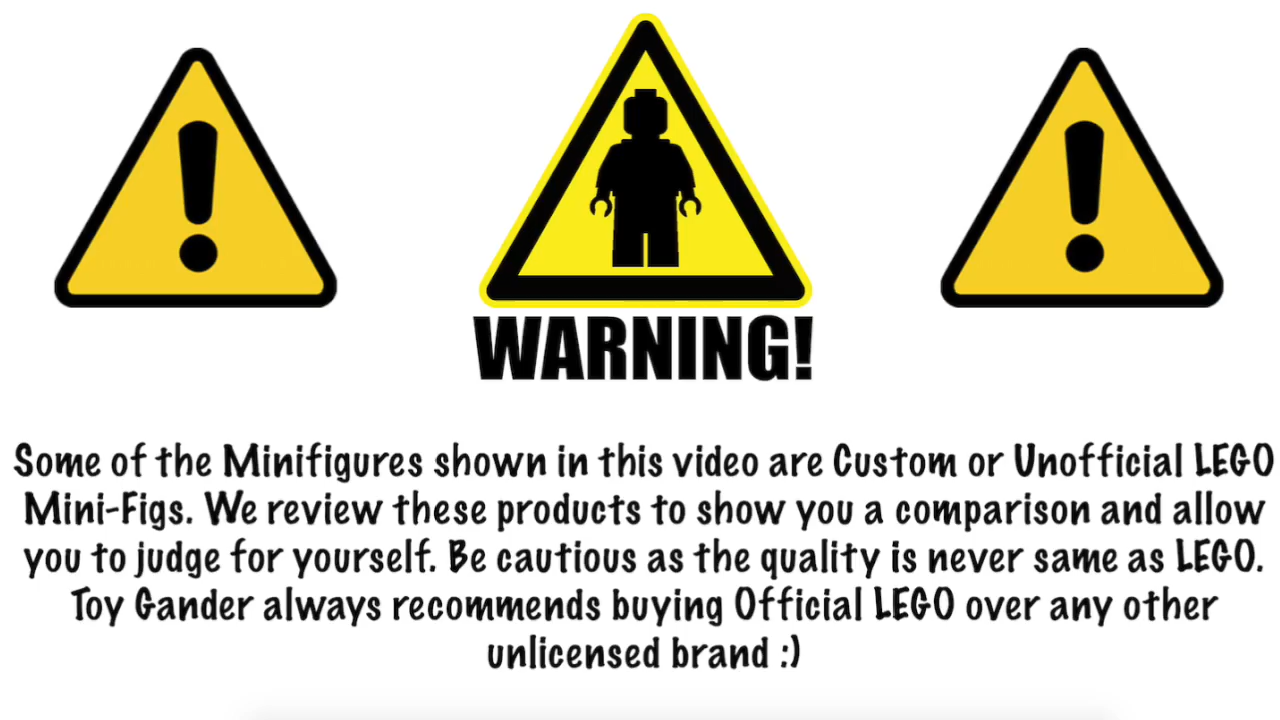 WARNING!
Some of the Minifigures shown in this video are Custom or Unofficial LEGO
Mini-Figs. We review these products to show you a comparison and allow
you to judge for yourself. Be cautious as the quality is never same as LEGO.
Toy Gander always recommends buying Official LEGO over any other
unlicensed brand :)